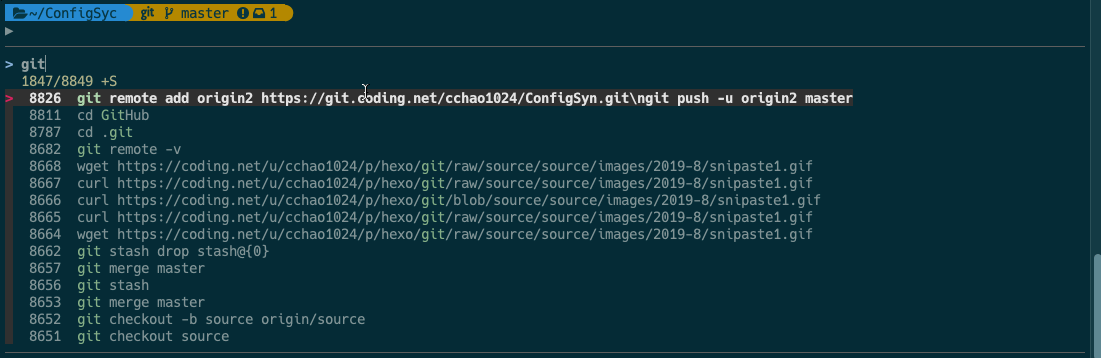 ~/ConfigSyc git master 1
> git
1847/8849 +S
> 8826 git remote add origin2 https://git.coding.net/cchao1024/ConfigSyn.git\ngit push -u origin2 master
8811 cd GitHub
8787 cd .git
8682 git remote -v
8668 wget https://coding.net/u/cchao1024/p/hexo/git/raw/source/source/images/2019-8/snipaste1.gif
8667 curl https://coding.net/u/cchao1024/p/hexo/git/raw/source/source/images/2019-8/snipaste1.gif
8666 curl https://coding.net/u/cchao1024/p/hexo/git/blob/source/source/images/2019-8/snipaste1.gif
8665 curl https://coding.net/u/cchao1024/p/hexo/git/raw/source/source/images/2019-8/snipaste1.gif
8664 wget https://coding.net/u/cchao1024/p/hexo/git/raw/source/source/images/2019-8/snipaste1.gif
8662 git stash drop stash@{0}
8657 git merge master
8656 git stash
8653 git merge master
8652 git checkout -b source origin/source
8651 git checkout source